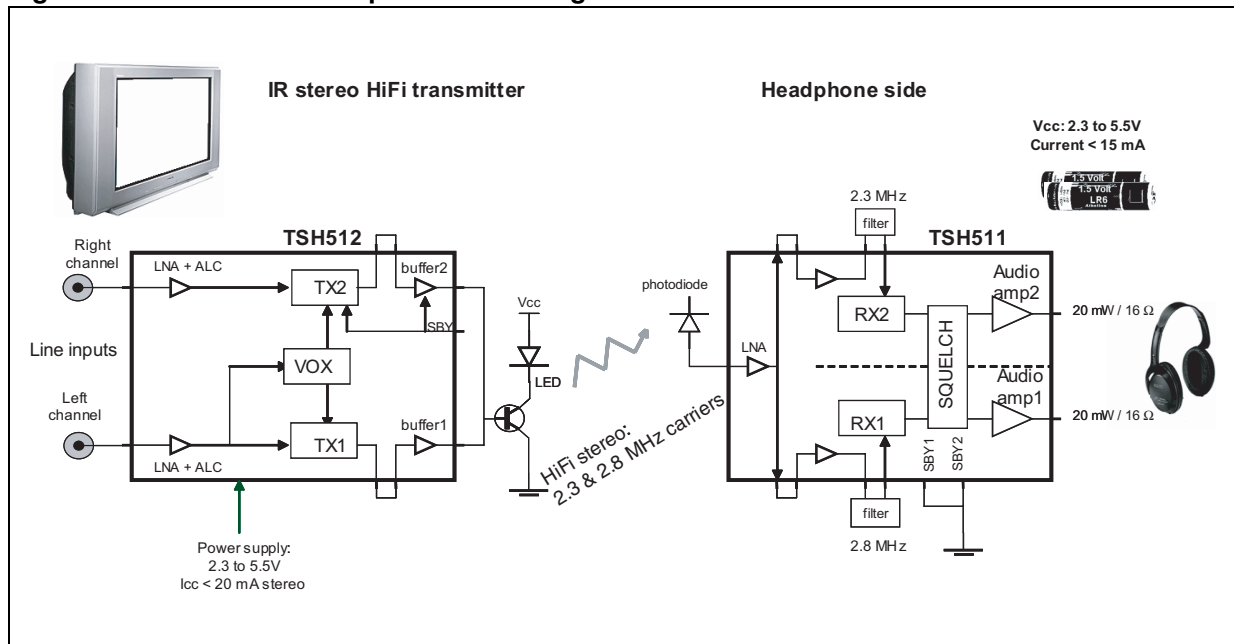 IR stereo HiFi transmitter
Headphone side
Vcc: 2.3 to 5.5V
Current < 15 mA
1.5 Volt
1.5 Volt
LR6
Alkaline
TSH512
Right
channel
LNA + ALC
TX2
buffer2
SBY
Line inputs
VOX
Left
channel
LNA + ALC
TX1
buffer1
Vcc
LED
Power supply:
2.3 to 5.5V
Icc < 20 mA stereo
HiFi stereo:
2.3 & 2.8 MHz carriers
2.3 MHz
filter
TSH511
photodiode
LNA
RX2
SQUELCH
Audio
amp2
20 mW / 16 Ω
RX1
Audio
amp1
20 mW / 16 Ω
SBY1
SBY2
filter
2.8 MHz